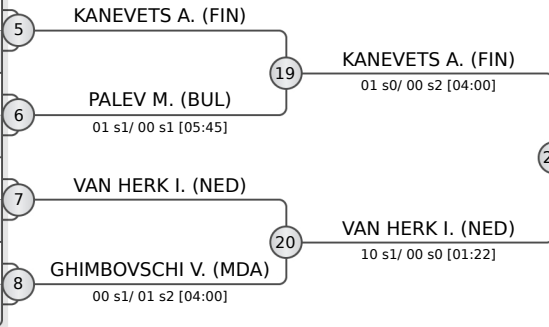 KANEVETS A. (FIN)
5
19
KANEVETS A. (FIN)
01 s0/ 00 s2 [04:00]
PALEV M. (BUL)
6
01 s1/ 00 s1 [05:45]
VAN HERK I. (NED)
7
20
VAN HERK I. (NED)
10 s1/ 00 s0 [01:22]
GHIMBOVSCHI V. (MDA)
8
00 s1/ 01 s2 [04:00]